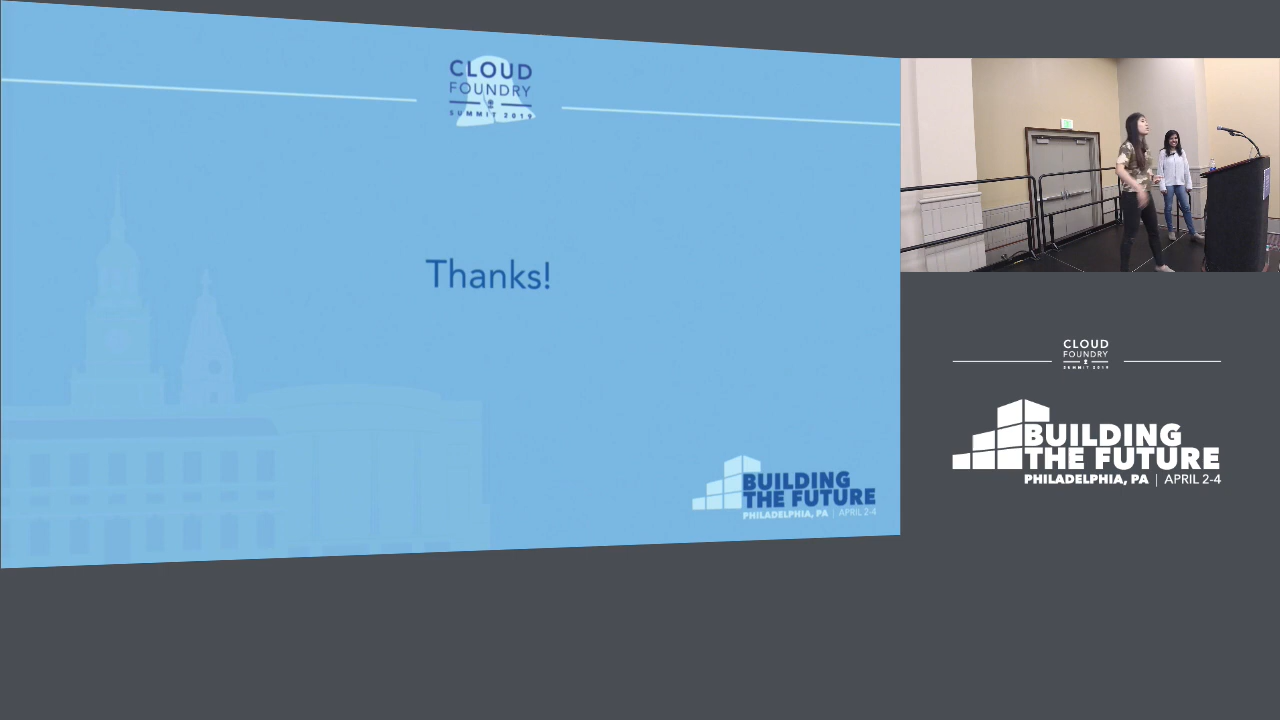 CLOUD
FOUNDRY
SUMMIT 2019
Thanks!
BUILDING
THE FUTURE
PHILADELPHIA, PA | APRIL 2-4
CLOUD
FOUNDRY
SUMMIT 2019
BUILDING
THE FUTURE
PHILADELPHIA, PA | APRIL 2-4